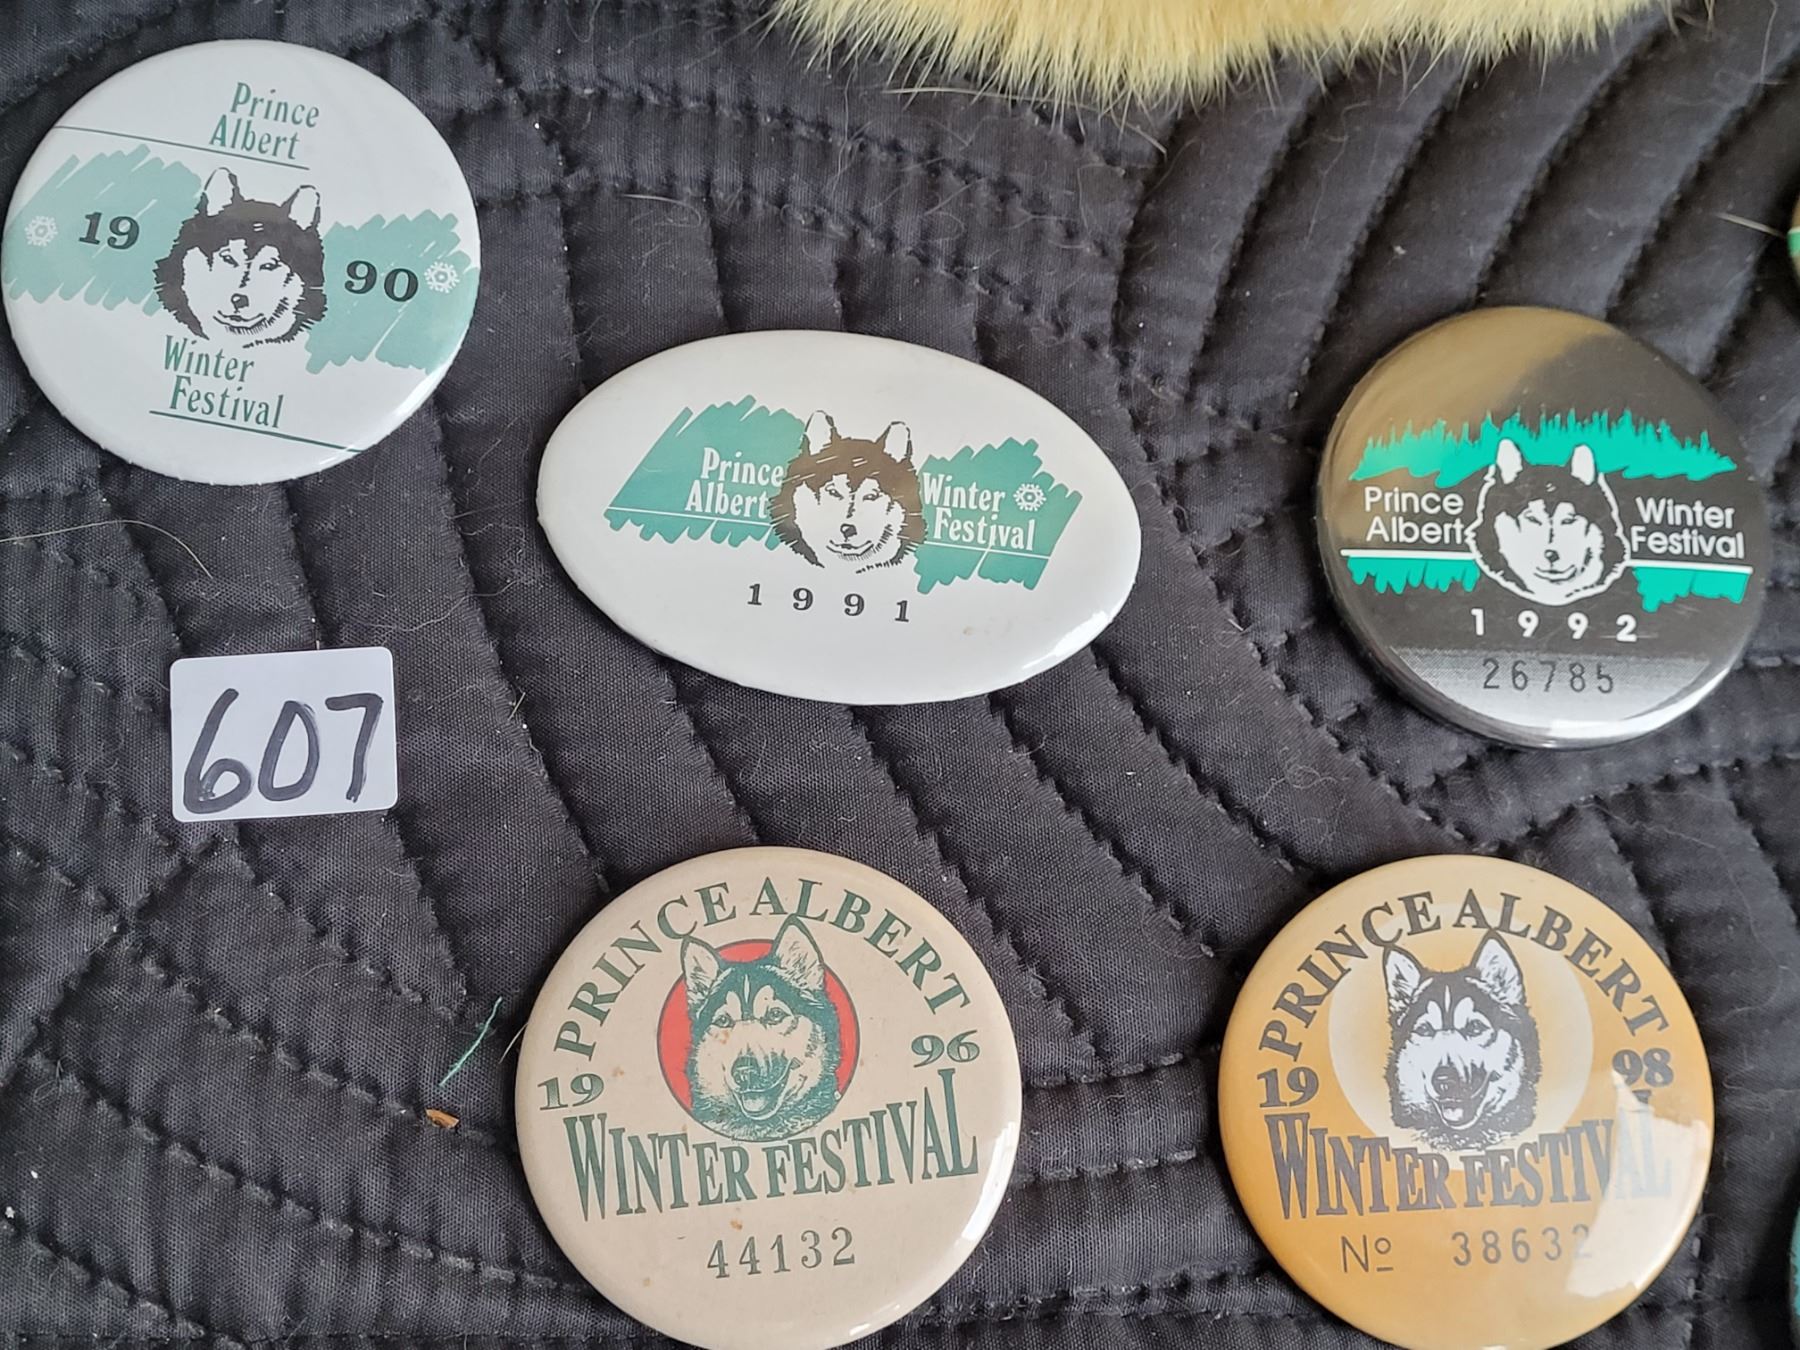 Prince
Albert
19 90
Winter
Festival
Prince
Albert
Winter
Festival
1991
Prince
Albert
Winter
Festival
1992
26785
607
PRINCE ALBERT
19 96
WINTER FESTIVAL
44132
PRINCE ALBERT
19 98
WINTER FESTIVAL
Nº 38632